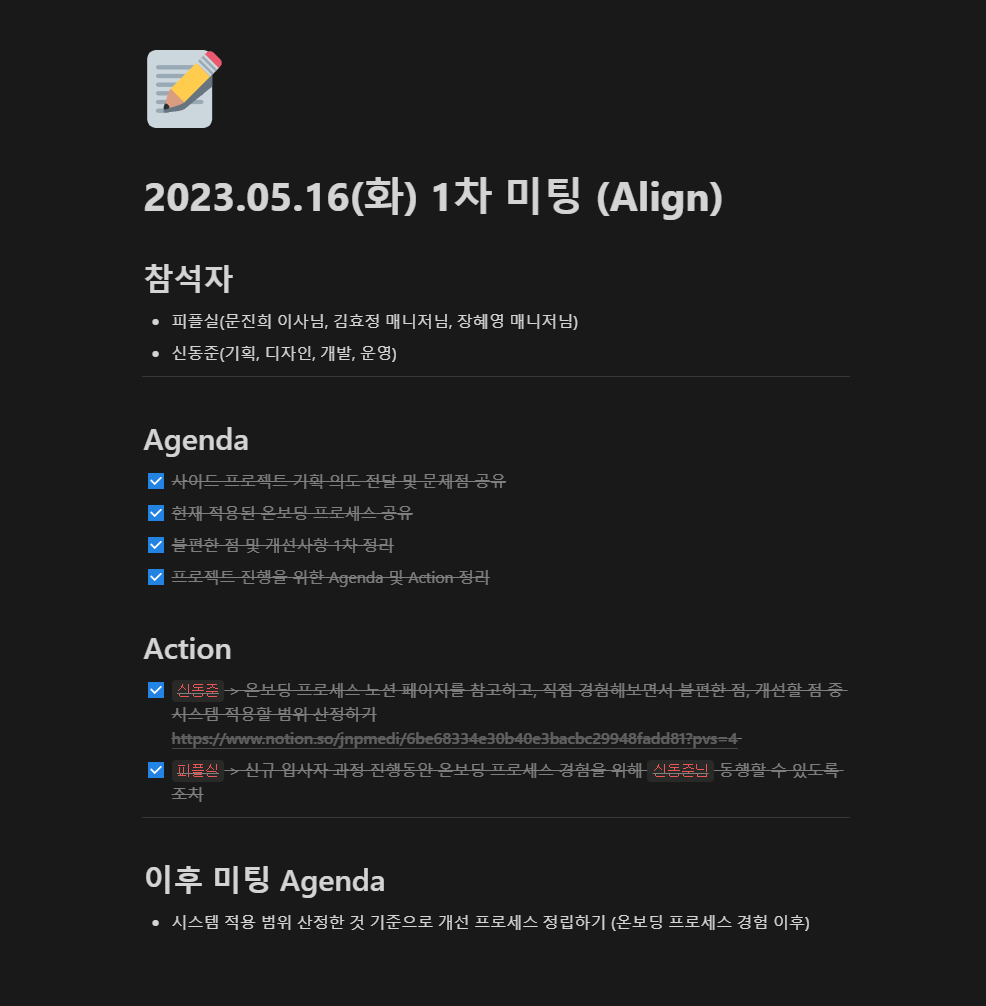 2023.05.16(화) 1차 미팅 (Align)
참석자
피플실(문진희 이사님, 김효정 매니저님, 장혜영 매니저님)
신동준(기획, 디자인, 개발, 운영)
Agenda
사이드 프로젝트 기획 의도 전달 및 문제점 공유
현재 적용된 온보딩 프로세스 공유
불편한 점 및 개선사항 1차 정리
프로젝트 진행을 위한 Agenda 및 Action 정리
Action
신동준 -> 온보딩 프로세스 노션 페이지를 참고하고, 직접 경험해보면서 불편한 점, 개선할 점 중
시스템 적용할 범위 산정하기
https://www.notion.so/jnpmedi/6be68334e30b40e3bacbc29948fadd81?pvs=4
피플실 -> 신규 입사자 과정 진행동안 온보딩 프로세스 경험을 위해 신동준님 동행할 수 있도록
조치
이후 미팅 Agenda
시스템 적용 범위 산정한 것 기준으로 개선 프로세스 정립하기 (온보딩 프로세스 경험 이후)